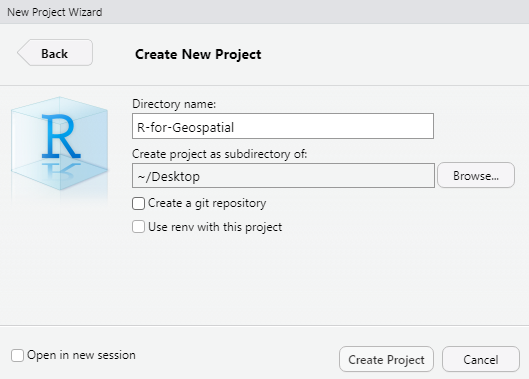 New Project Wizard
Back
Create New Project
R
Directory name:
R-for-Geospatial
Create project as subdirectory of:
~/Desktop
Browse...
Create a git repository
Use renv with this project
Open in new session
Create Project
Cancel